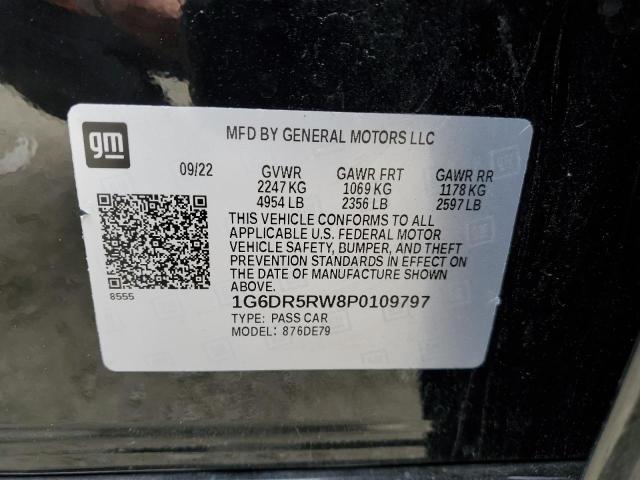 gm
MFD BY GENERAL MOTORS LLC
09/22 GVWR GAWR FRT GAWR RR
2247 KG 1069 KG 1178 KG
4954 LB 2356 LB 2597 LB
THIS VEHICLE CONFORMS TO ALL
APPLICABLE U.S. FEDERAL MOTOR
VEHICLE SAFETY, BUMPER, AND THEFT
PREVENTION STANDARDS IN EFFECT ON
THE DATE OF MANUFACTURE SHOWN
ABOVE.
8555
1G6DR5RW8P0109797
TYPE: PASS CAR
MODEL: 876DE79